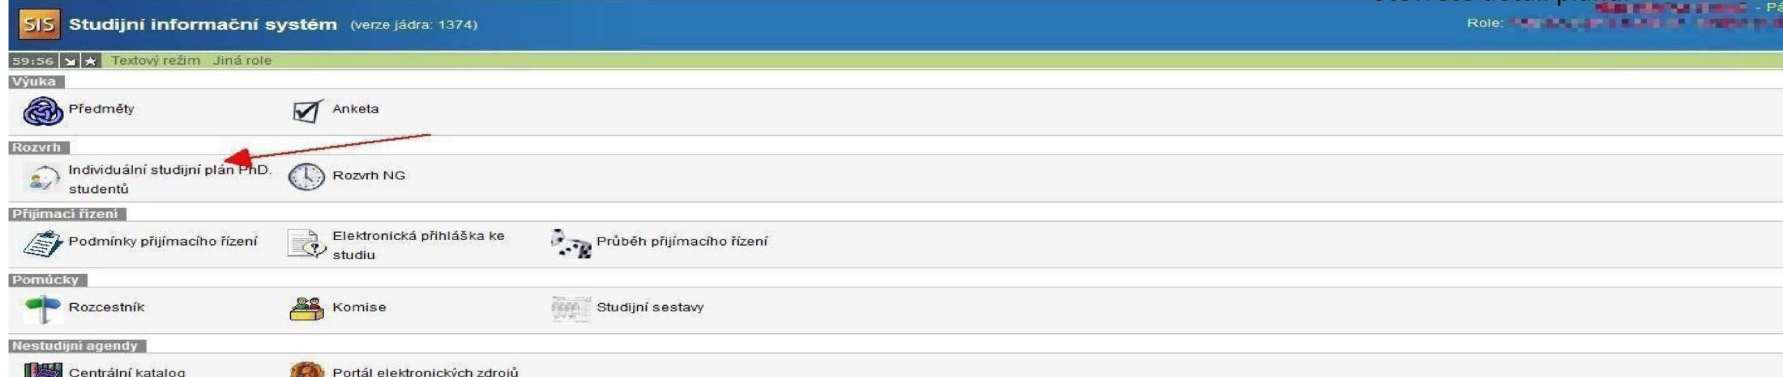 SIS Studijní informační systém (verze jádra: 1374)
Role:
59:56 Textový režim Jiná role
Výuka
Předměty Anketa
Rozvrh
Individuální studijní plán PhD. studentů Rozvrh NG
Přijímací řízení
Podmínky přijímacího řízení Elektronická přihláška ke studiu Průběh přijímacího řízení
Pomůcky
Rozcestník Komise Studijní sestavy
Nestudijní agendy
Centrální katalog Portál elektronických zdrojů